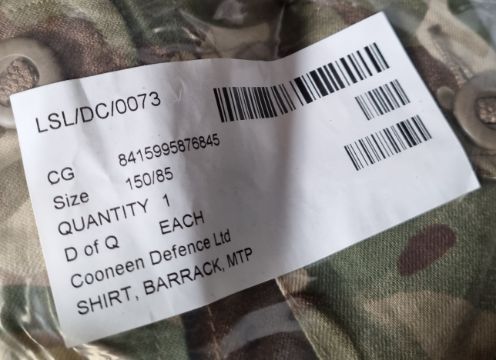 LSL/DC/0073
CG 8415995876845
Size 150/85
QUANTITY 1
D of Q EACH
Cooneen Defence Ltd
SHIRT, BARRACK, MTP